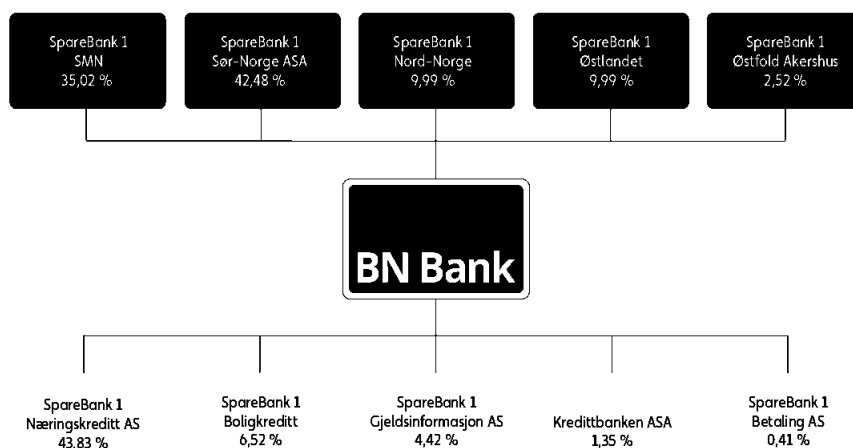 SpareBank 1
SMN
35,02 %
SpareBank 1
Sør-Norge ASA
42,48 %
SpareBank 1
Nord-Norge
9,99 %
SpareBank 1
Østlandet
9,99 %
SpareBank 1
Østfold Akershus
2,52 %
BN Bank
SpareBank 1
Næringskreditt AS
43,83 %
SpareBank 1
Boligkreditt
6,52 %
SpareBank 1
Gjeldsinformasjon AS
4,42 %
Kredittbanken ASA
1,35 %
SpareBank 1
Betaling AS
0,41 %